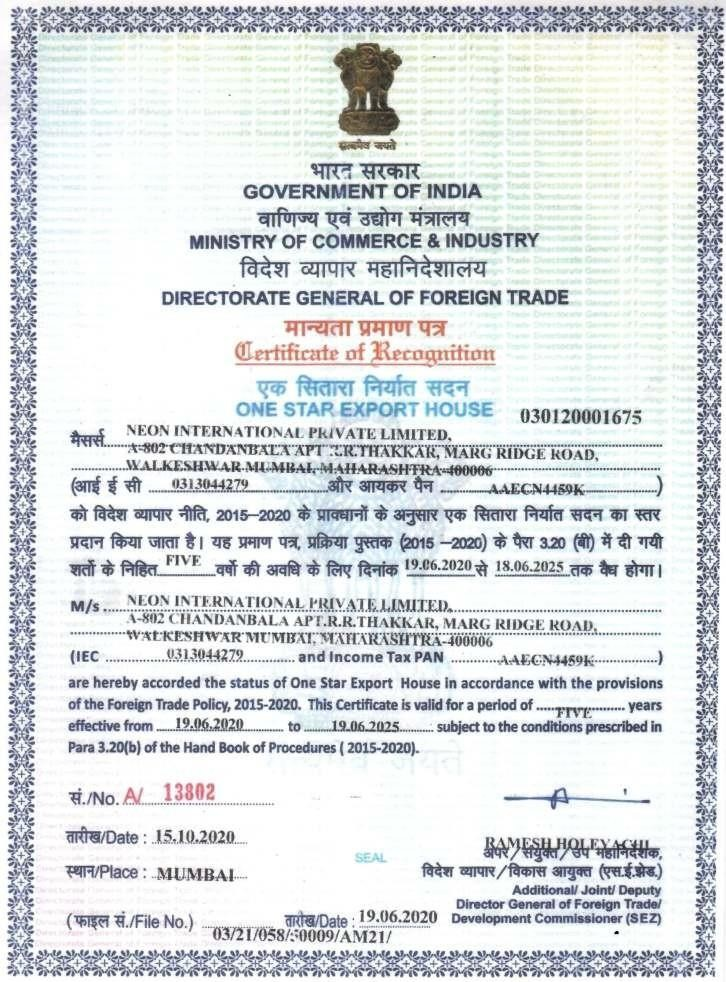 सत्यमेव जयते
भारत सरकार
GOVERNMENT OF INDIA
वाणिज्य एवं उद्योग मंत्रालय
MINISTRY OF COMMERCE & INDUSTRY
विदेश व्यापार महानिदेशालय
DIRECTORATE GENERAL OF FOREIGN TRADE
मान्यता प्रमाण पत्र
Certificate of Recognition
एक सितारा निर्यात सदन
ONE STAR EXPORT HOUSE 030120001675
मैसर्स NEON INTERNATIONAL PRIVATE LIMITED,
A-802 CHANDANBALA APT .R.THAKKAR, MARG RIDGE ROAD,
WALKESHWAR MUMBAI, MAHARASHTRA-400006
(आई ई सी 0313044279 और आयकर पैन AAECN4459K)
को विदेश व्यापार नीति, 2015–2020 के प्रावधानों के अनुसार एक सितारा निर्यात सदन का स्तर
प्रदान किया जाता है। यह प्रमाण पत्र, प्रक्रिया पुस्तक (2015 –2020) के पैरा 3.20 (बी) में दी गयी
शर्तो के निहित FIVE वर्षो की अवधि के लिए दिनांक 19.06.2020 से 18.06.2025 तक वैध होगा।
M/s NEON INTERNATIONAL PRIVATE LIMITED,
A-802 CHANDANBALA APT.R.R.THAKKAR, MARG RIDGE ROAD,
WALKESHWAR MUMBAI, MAHARASHTRA-400006
(IEC 0313044279 and Income Tax PAN AAECN4459K)
are hereby accorded the status of One Star Export House in accordance with the provisions
of the Foreign Trade Policy, 2015-2020. This Certificate is valid for a period of FIVE years
effective from 19.06.2020 to 19.06.2025 subject to the conditions prescribed in
Para 3.20(b) of the Hand Book of Procedures ( 2015-2020).
सत्यमेव जयते
सं./No. A/ 13802
तारीख/Date : 15.10.2020
स्थान/Place : MUMBAI
SEAL
RAMESH HOLEYACHI
अपर/संयुक्त/उप महानिदेशक,
विदेश व्यापार/विकास आयुक्त (एस.ई.झेड.)
Additional/ Joint/ Deputy
Director General of Foreign Trade/
Development Commissioner (SEZ)
(फाइल सं./File No.) तारीख/Date : 19.06.2020
03/21/058/50009/AM21/